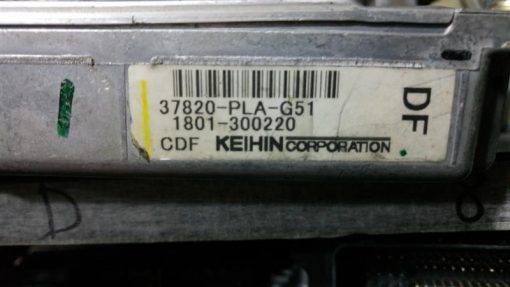 37820-PLA-G51
1801-300220
CDF KEIHIN CORPORATION
DF
D